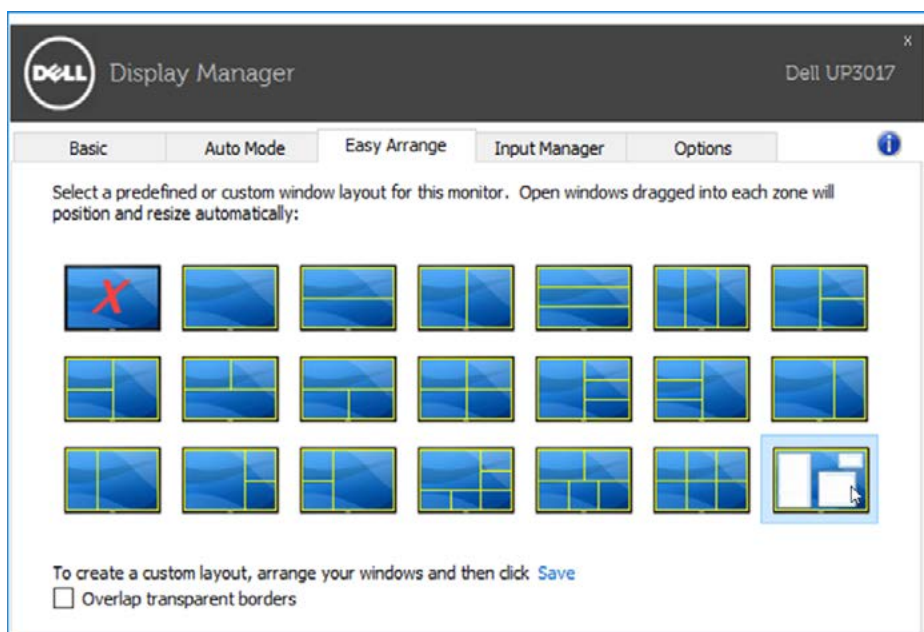 x
DELL Display Manager
Dell UP3017
Basic
Auto Mode
Easy Arrange
Input Manager
Options
i
Select a predefined or custom window layout for this monitor. Open windows dragged into each zone will
position and resize automatically:
X
To create a custom layout, arrange your windows and then click Save
Overlap transparent borders